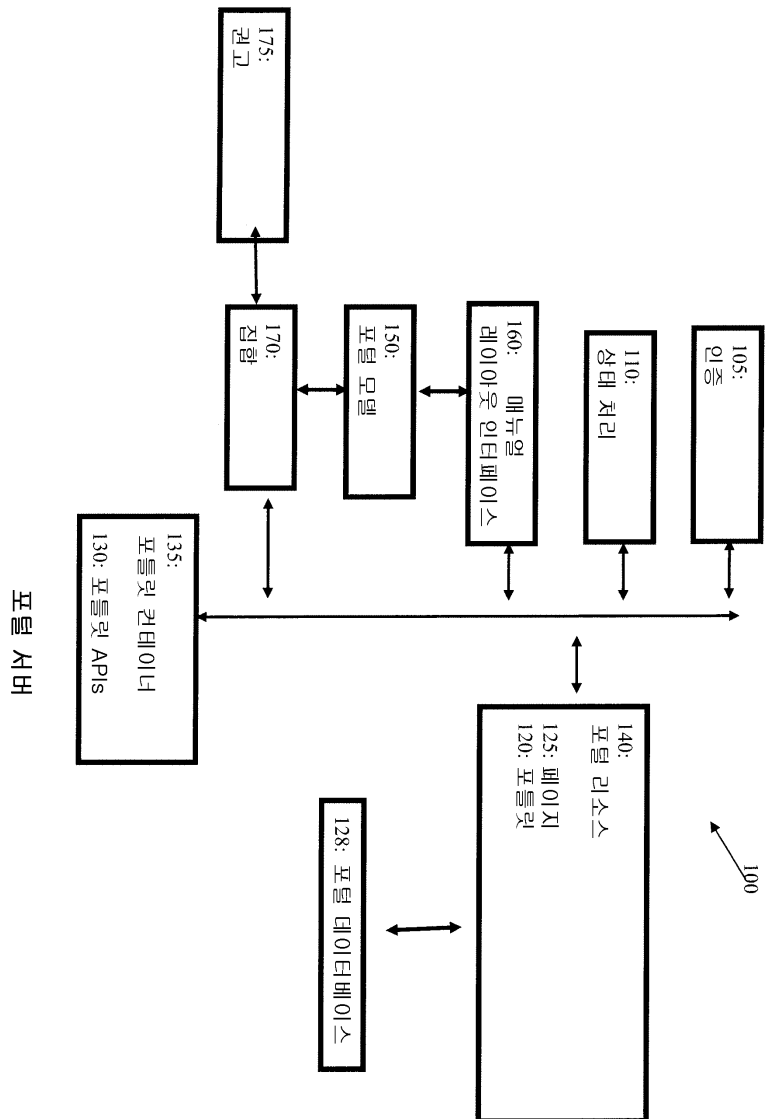 100
105:
인증
110:
상태 처리
140:
포털 리소스
125: 페이지
120: 포틀릿
160: 매뉴얼
레이아웃 인터페이스
150:
포털 모델
128: 포털 데이터베이스
170:
집합
175:
권고
135:
포틀릿 컨테이너
130: 포틀릿 APIs
포털 서버